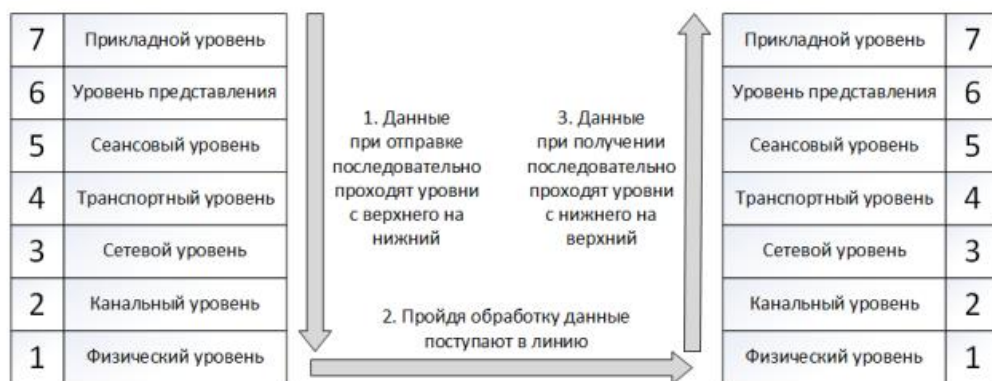 7 Прикладной уровень
6 Уровень представления
5 Сеансовый уровень
4 Транспортный уровень
3 Сетевой уровень
2 Канальный уровень
1 Физический уровень
1. Данные
при отправке
последовательно
проходят уровни
с верхнего на
нижний
3. Данные
при получении
последовательно
проходят уровни
с нижнего на
верхний
2. Пройдя обработку данные
поступают в линию
Прикладной уровень 7
Уровень представления 6
Сеансовый уровень 5
Транспортный уровень 4
Сетевой уровень 3
Канальный уровень 2
Физический уровень 1